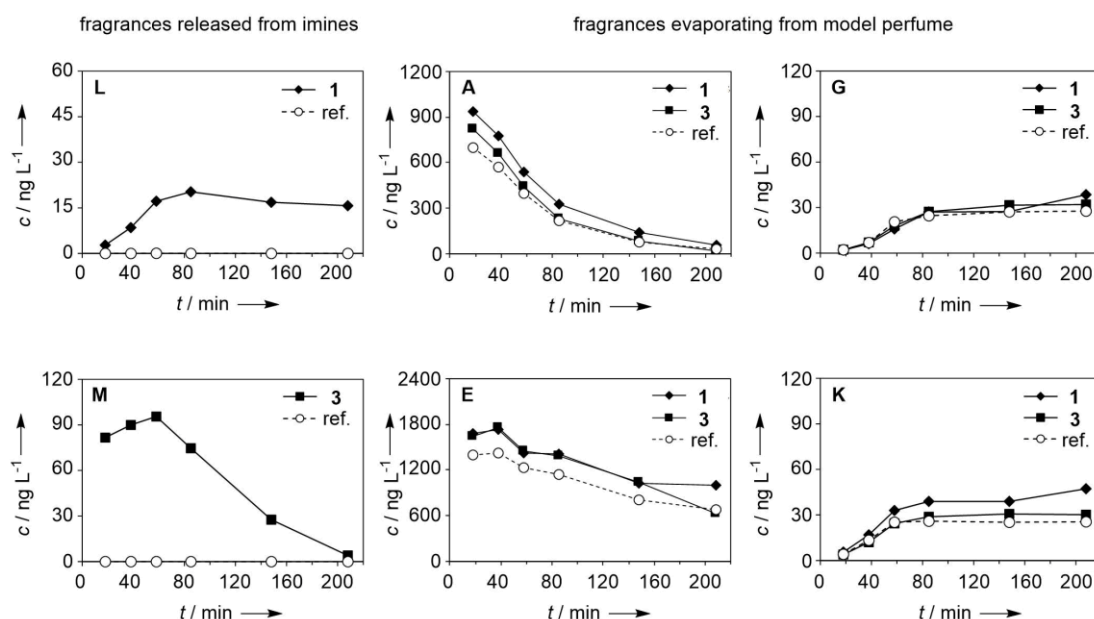 fragrances released from imines
fragrances evaporating from model perfume
60
45
30
15
0
c / ng L⁻¹
L
1
ref.
0 40 80 120 160 200
t / min
1200
900
600
300
0
c / ng L⁻¹
A
1
3
ref.
0 40 80 120 160 200
t / min
120
90
60
30
0
c / ng L⁻¹
G
1
3
ref.
0 40 80 120 160 200
t / min
120
90
60
30
0
c / ng L⁻¹
M
3
ref.
0 40 80 120 160 200
t / min
2400
1800
1200
600
0
c / ng L⁻¹
E
1
3
ref.
0 40 80 120 160 200
t / min
120
90
60
30
0
c / ng L⁻¹
K
1
3
ref.
0 40 80 120 160 200
t / min